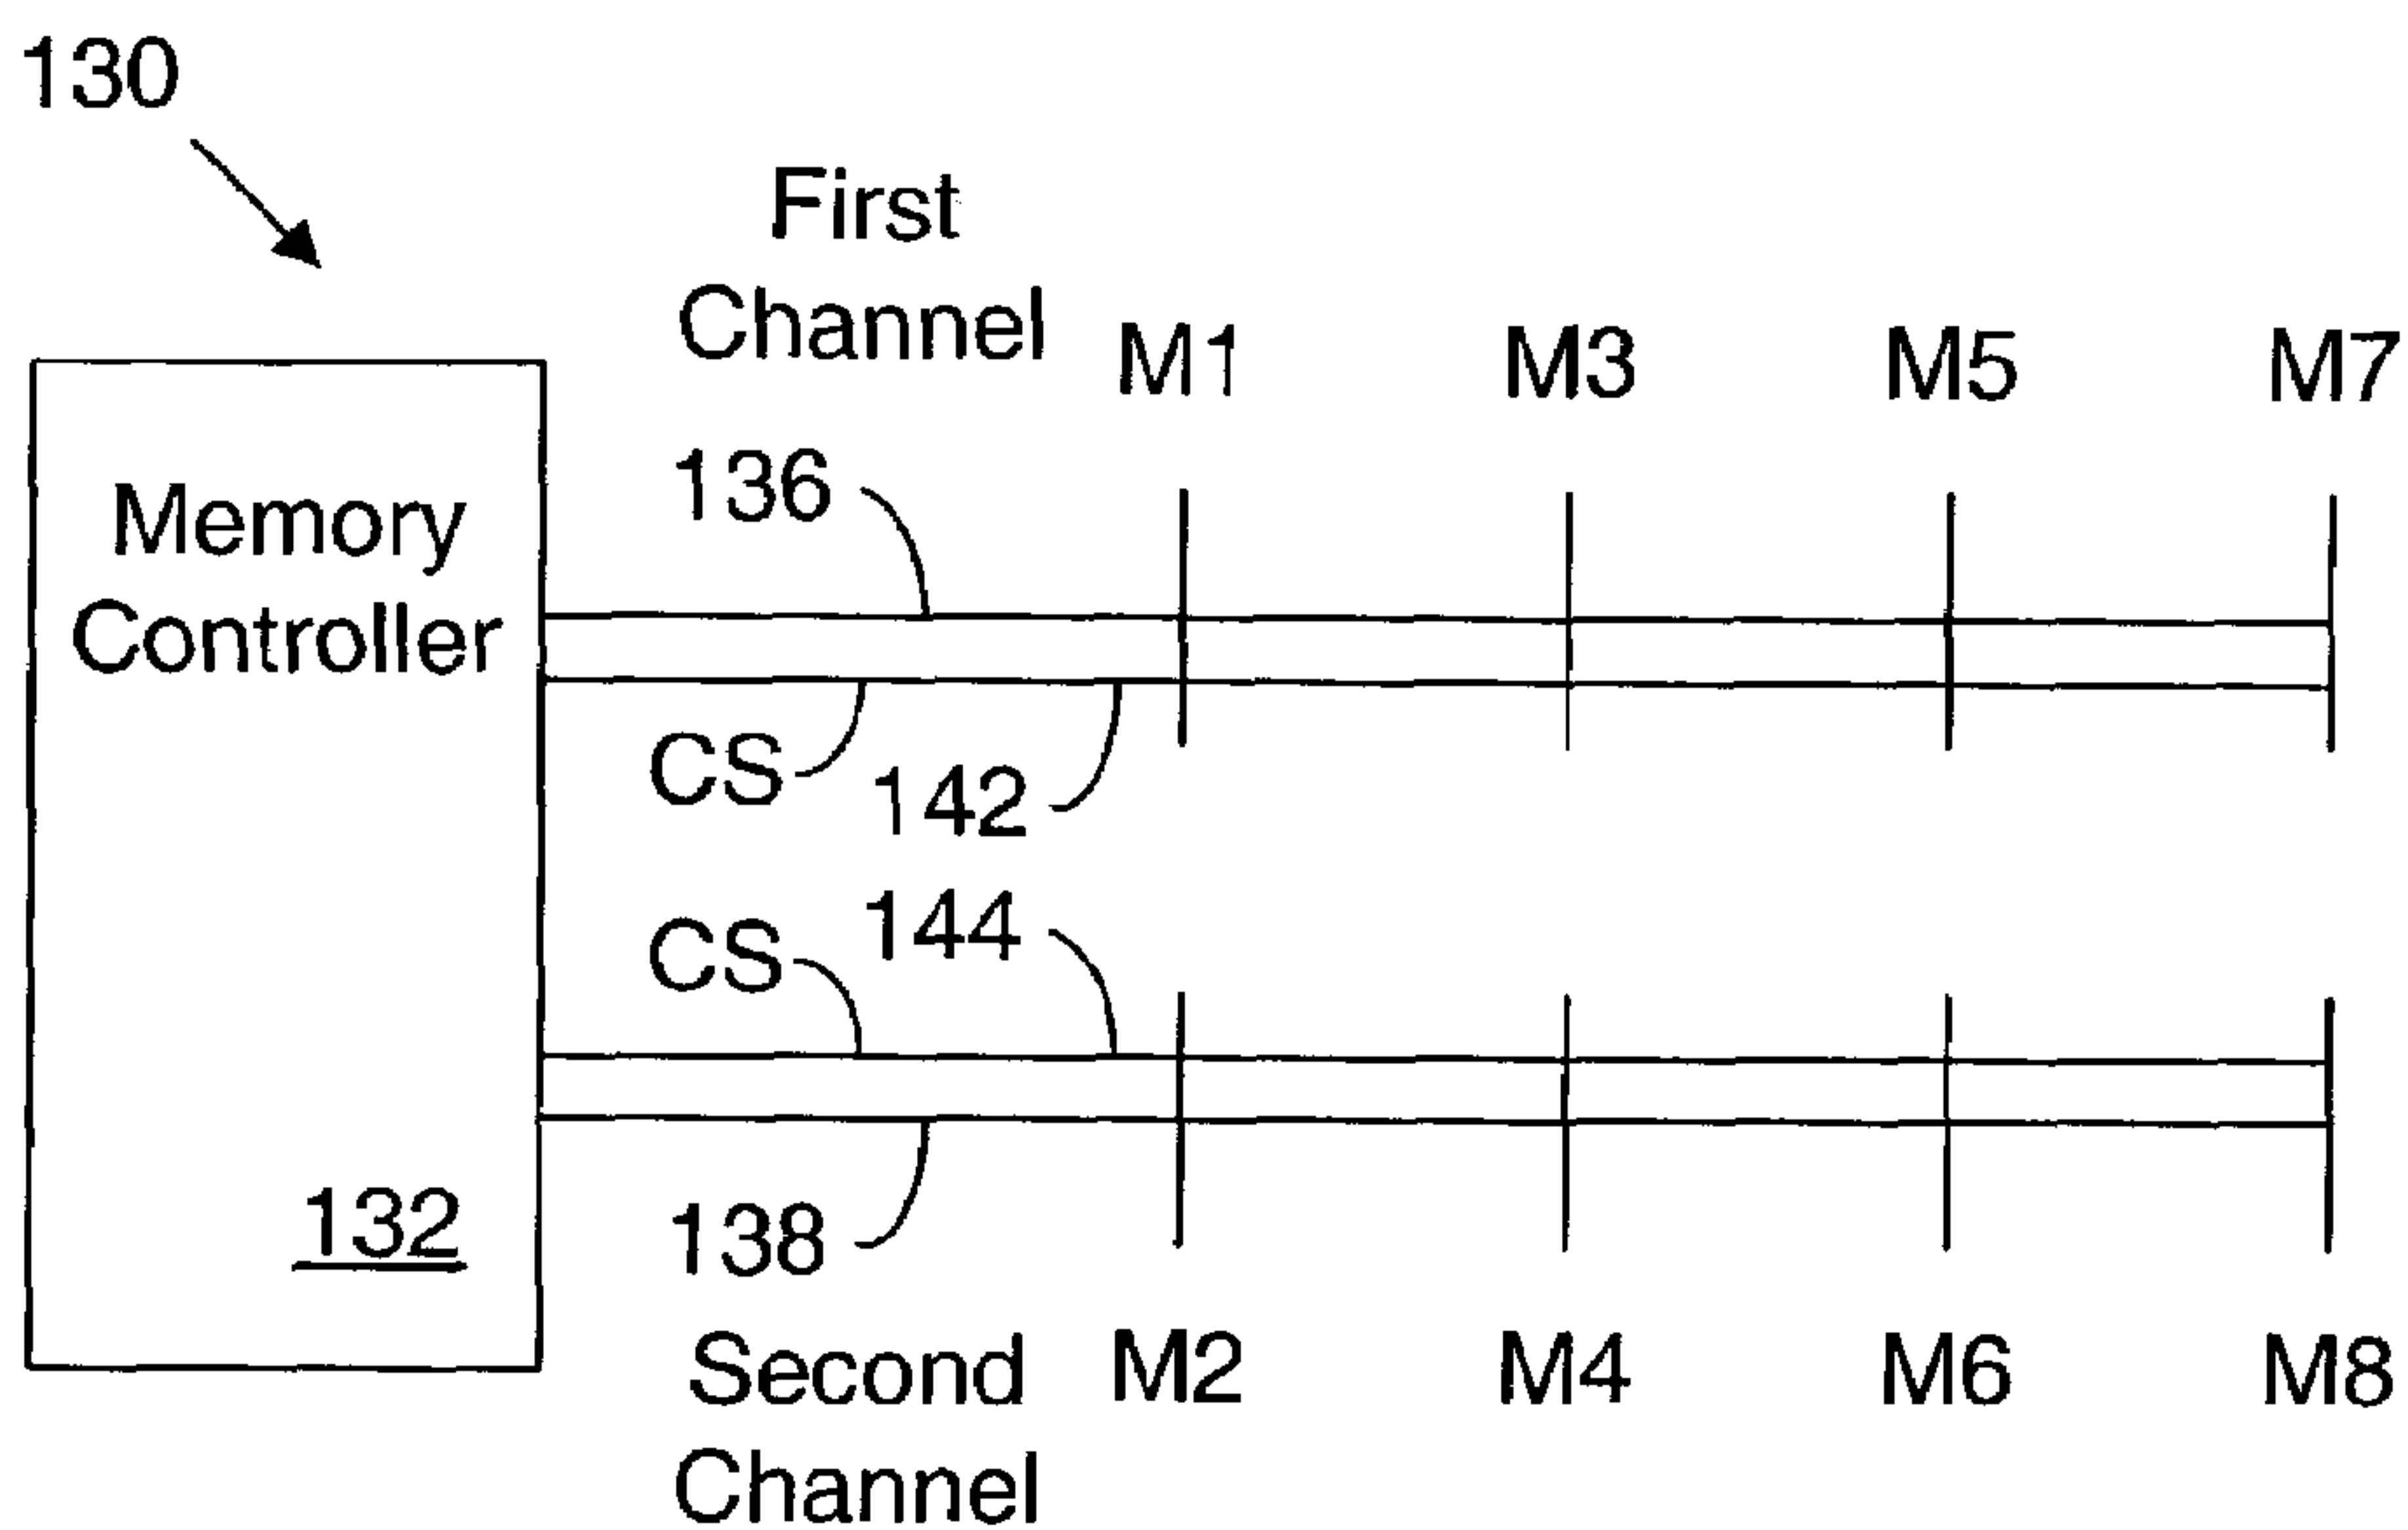 130
First
Channel
M1
M3
M5
M7
136
Memory
Controller
CS
142
144
CS
132
138
Second
Channel
M2
M4
M6
M8